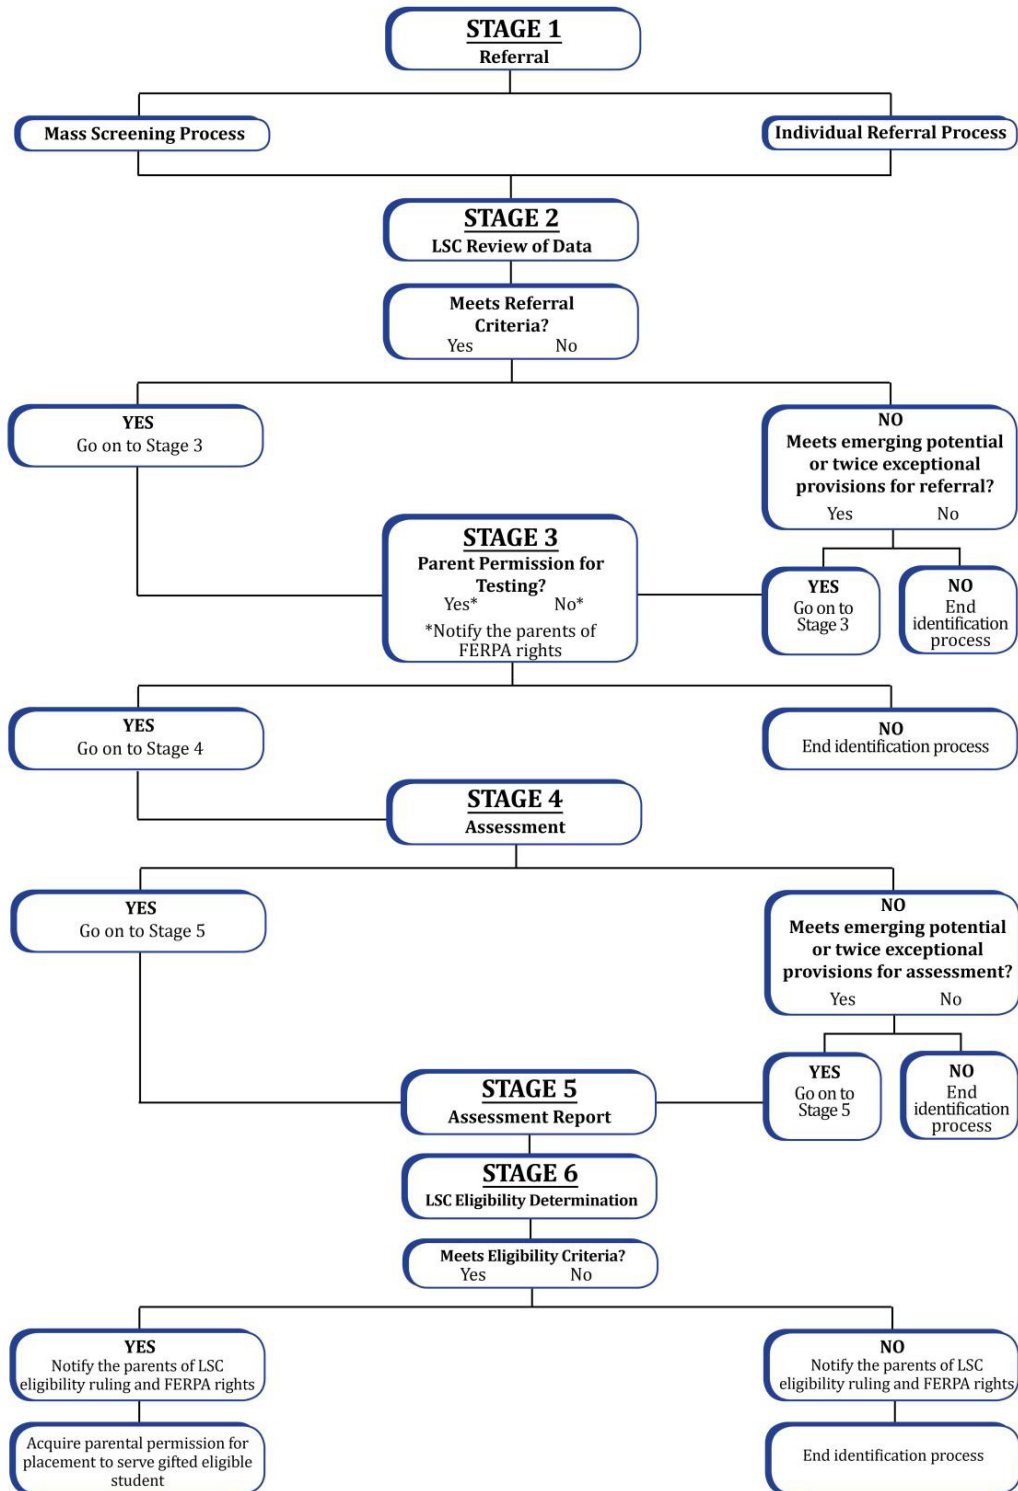 STAGE 1
Referral
Mass Screening Process
Individual Referral Process
STAGE 2
LSC Review of Data
Meets Referral
Criteria?
Yes No
YES
Go on to Stage 3
NO
Meets emerging potential
or twice exceptional
provisions for referral?
Yes No
STAGE 3
Parent Permission for
Testing?
Yes* No*
*Notify the parents of
FERPA rights
YES
Go on to
Stage 3
NO
End
identification
process
YES
Go on to Stage 4
NO
End identification process
STAGE 4
Assessment
YES
Go on to Stage 5
NO
Meets emerging potential
or twice exceptional
provisions for assessment?
Yes No
YES
Go on to
Stage 5
NO
End
identification
process
STAGE 5
Assessment Report
STAGE 6
LSC Eligibility Determination
Meets Eligibility Criteria?
Yes No
YES
Notify the parents of LSC
eligibility ruling and FERPA rights
NO
Notify the parents of LSC
eligibility ruling and FERPA rights
Acquire parental permission for
placement to serve gifted eligible
student
End identification process